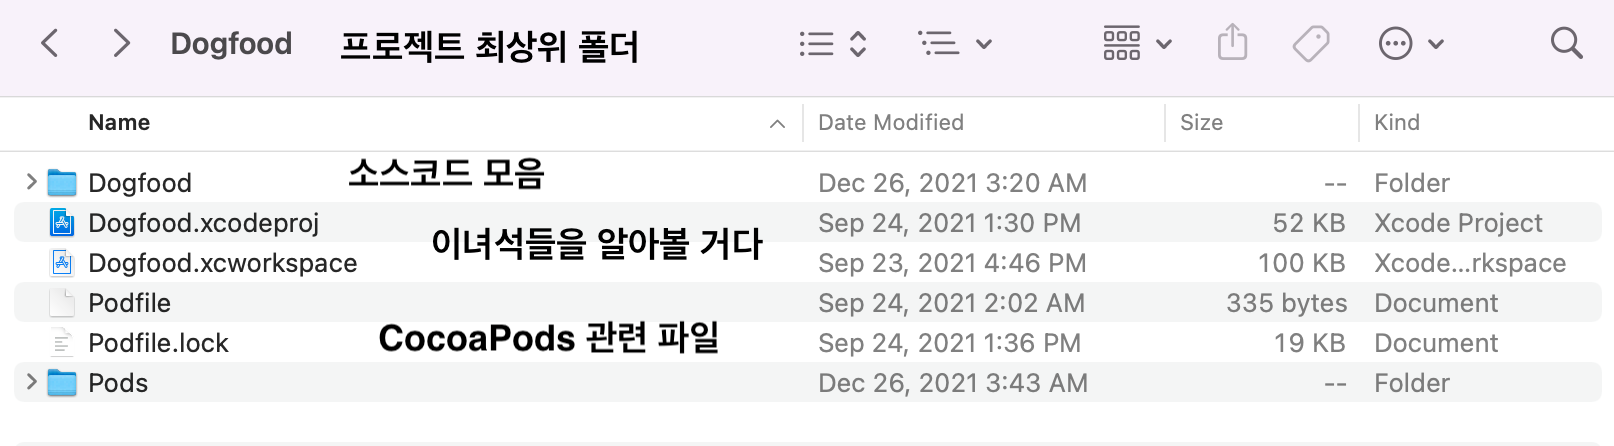 Dogfood 프로젝트 최상위 폴더
Name Date Modified Size Kind
소스코드 모음
Dogfood Dec 26, 2021 3:20 AM -- Folder
Dogfood.xcodeproj Sep 24, 2021 1:30 PM 52 KB Xcode Project
이녀석들을 알아볼 거다
Dogfood.xcworkspace Sep 23, 2021 4:46 PM 100 KB Xcode...rkspace
Podfile Sep 24, 2021 2:02 AM 335 bytes Document
CocoaPods 관련 파일
Podfile.lock Sep 24, 2021 1:36 PM 19 KB Document
Pods Dec 26, 2021 3:43 AM -- Folder